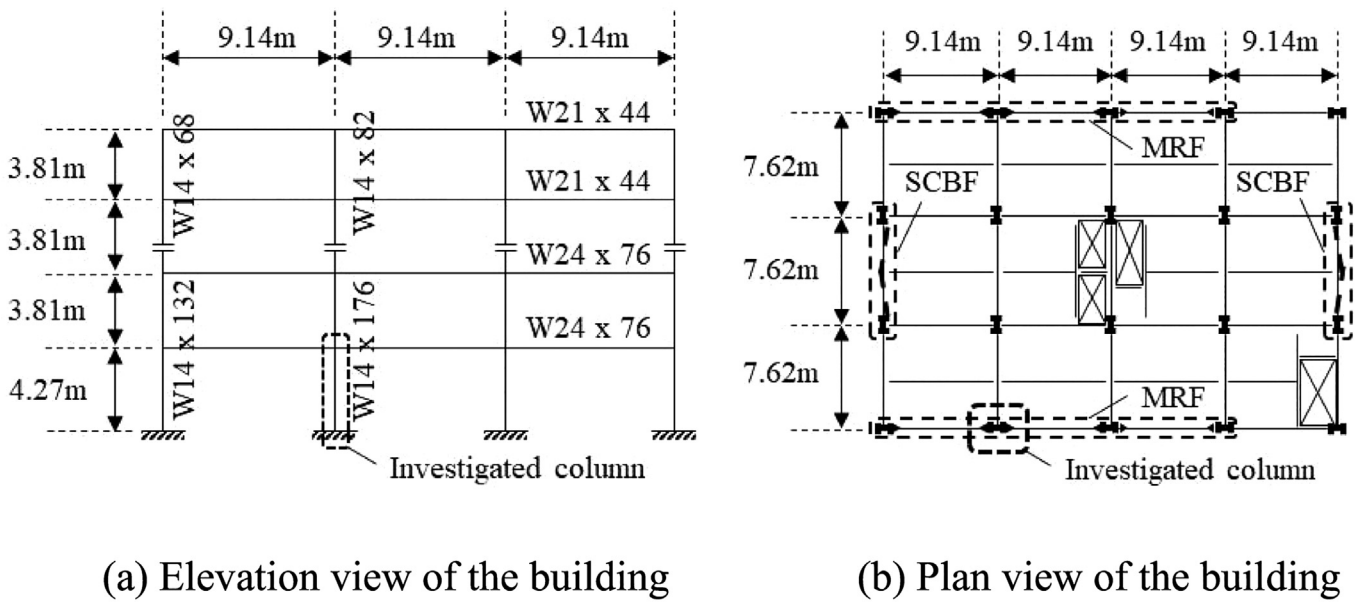 9.14m 9.14m 9.14m
W21 x 44
W14 x 68
W14 x 82
3.81m
W21 x 44
3.81m
W24 x 76
3.81m
W14 x 132
W14 x 176
W24 x 76
4.27m
Investigated column
(a) Elevation view of the building
9.14m 9.14m 9.14m 9.14m
MRF
7.62m
SCBF SCBF
7.62m
7.62m
MRF
Investigated column
(b) Plan view of the building